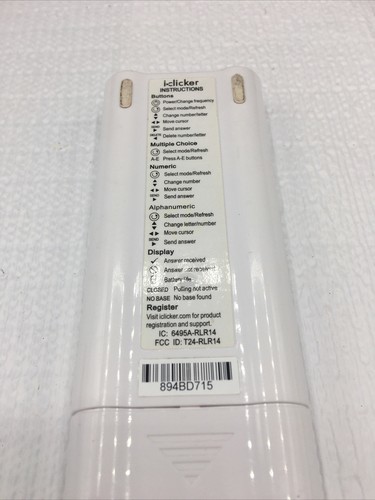 i>clicker
INSTRUCTIONS
Buttons
Power/Change frequency
Select mode/Refresh
Change number/letter
Move cursor
SEND Send answer
DELETE Delete number/letter
Multiple Choice
Select mode/Refresh
A-E Press A-E buttons
Numeric
Select mode/Refresh
Change number
Move cursor
SEND Send answer
Alphanumeric
Select mode/Refresh
Change letter/number
Move cursor
SEND Send answer
Display
Answer received
Answer not received
Battery
CLOSED Polling not active
NO BASE No base found
Register
Visit iclicker.com for product
registration and support.
IC: 6495A-RLR14
FCC ID: T24-RLR14
894BD715